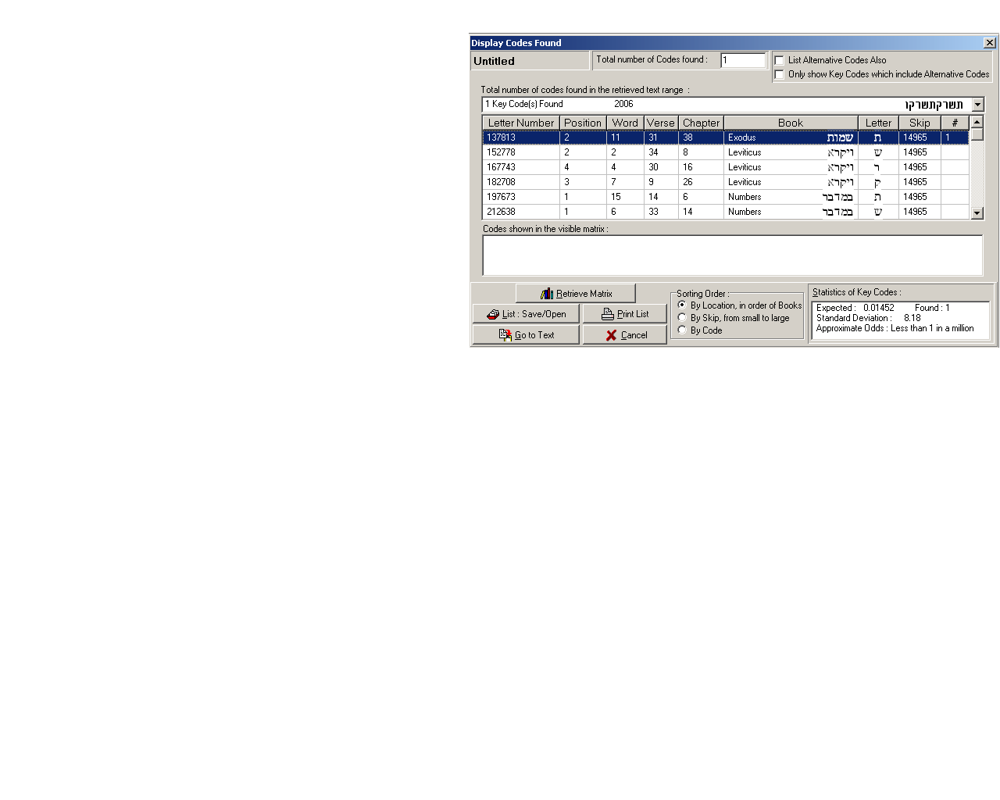 Display Codes Found
Untitled
Total number of Codes found : 1
List Alternative Codes Also
Only show Key Codes which include Alternative Codes
Total number of codes found in the retrieved text range :
1 Key Code(s) Found 2006 תשרקתשרקו
Letter Number Position Word Verse Chapter Book Letter Skip #
137813 2 11 31 38 Exodus שמות ת 14965 1
152778 2 2 34 8 Leviticus ויקרא ש 14965
167743 4 4 30 16 Leviticus ויקרא ר 14965
182708 3 7 9 26 Leviticus ויקרא ק 14965
197673 1 15 14 6 Numbers במדבר ת 14965
212638 1 6 33 14 Numbers במדבר ש 14965
Codes shown in the visible matrix :
Retrieve Matrix
List : Save/Open
Print List
Go to Text
Cancel
Sorting Order :
By Location, in order of Books
By Skip, from small to large
By Code
Statistics of Key Codes :
Expected : 0.01452 Found : 1
Standard Deviation : 8.18
Approximate Odds : Less than 1 in a million